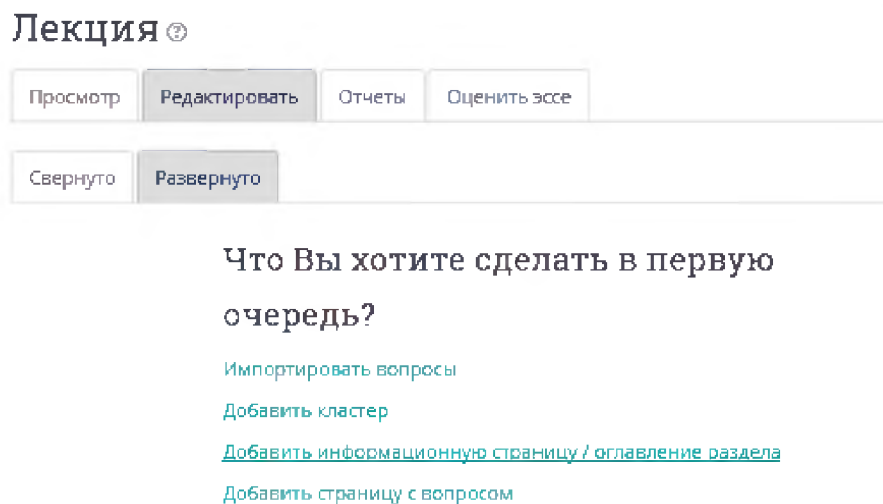 Лекция
Просмотр Редактировать Отчеты Оценить эссе
Свернуто Развернуто
Что Вы хотите сделать в первую
очередь?
Импортировать вопросы
Добавить кластер
Добавить информационную страницу / оглавление раздела
Добавить страницу с вопросом